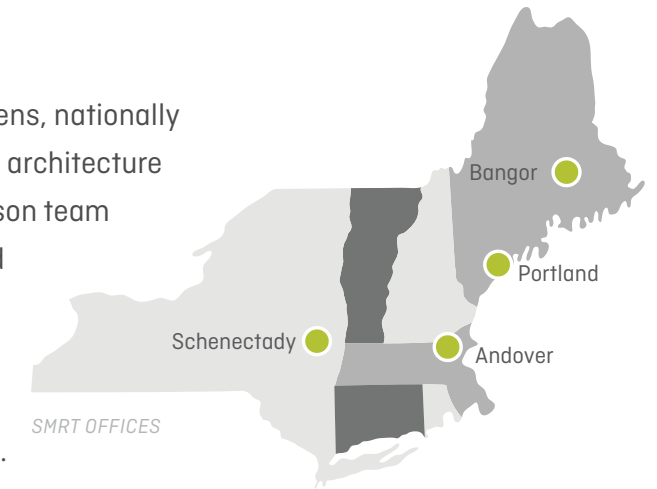 ens, nationally
architecture
son team
Bangor
Portland
Schenectady
Andover
SMRT OFFICES
.